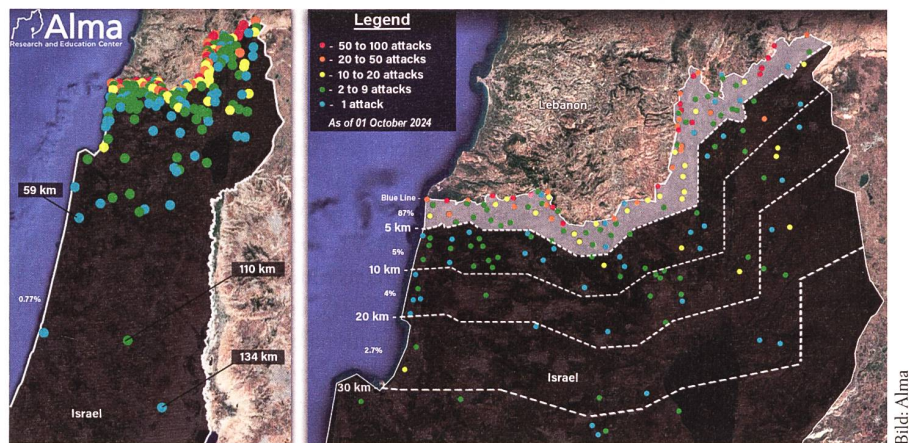 Alma
Research and Education Center
59 km
110 km
0.77%
134 km
Israel
Legend
- 50 to 100 attacks
- 20 to 50 attacks
- 10 to 20 attacks
- 2 to 9 attacks
- 1 attack
As of 01 October 2024
Lebanon
Blue Line -
67%
5 km
5%
10 km
4%
20 km
2.7%
30 km
Israel
Bild: Alma